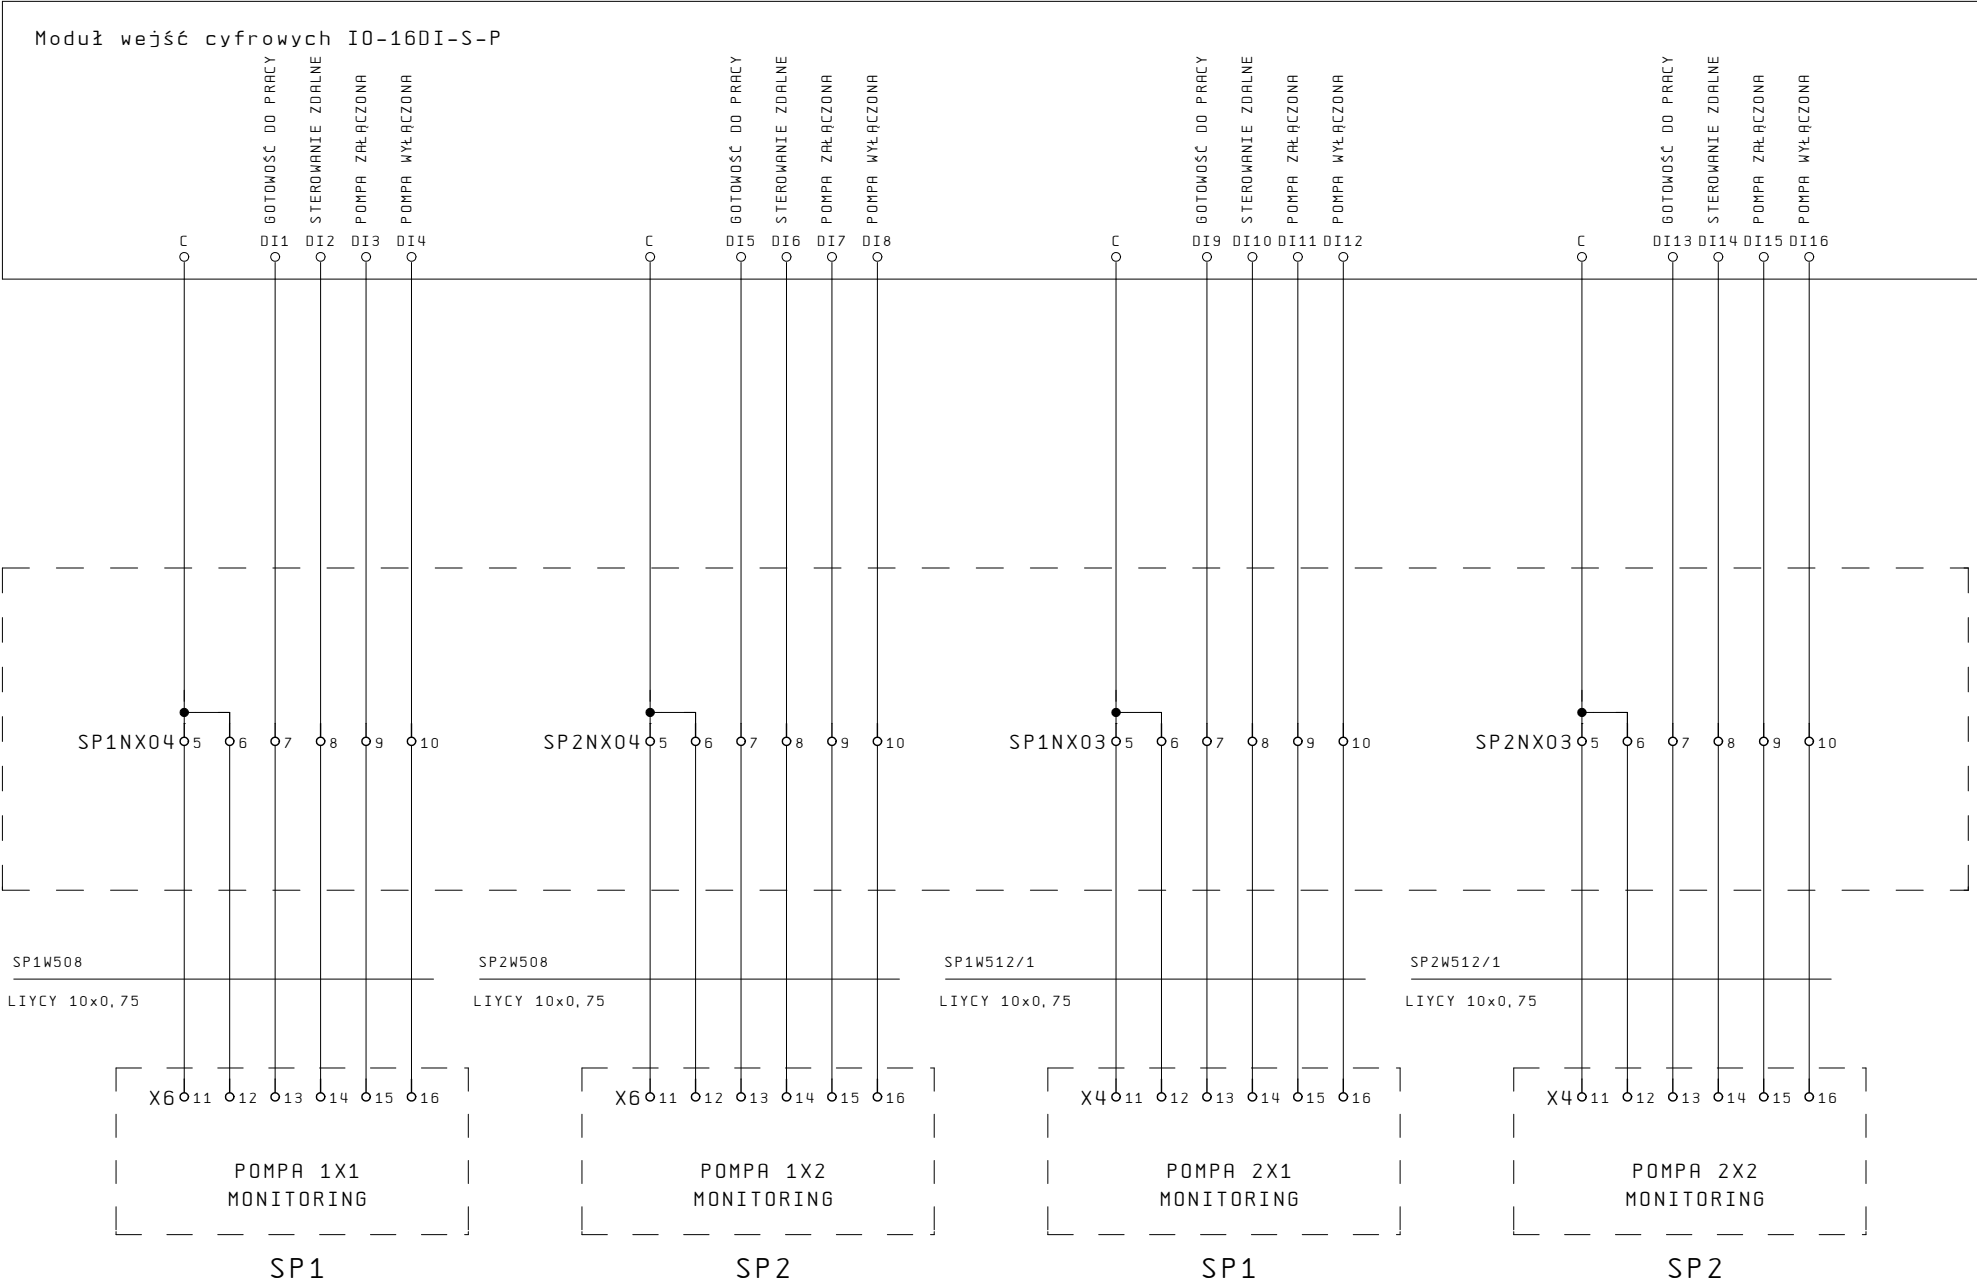 Moduł wejść cyfrowych IO-16DI-S-P
GOTOWOŚĆ DO PRACY
STEROWANIE ZDALNE
POMPA ZAŁĄCZONA
POMPA WYŁĄCZONA
GOTOWOŚĆ DO PRACY
STEROWANIE ZDALNE
POMPA ZAŁĄCZONA
POMPA WYŁĄCZONA
GOTOWOŚĆ DO PRACY
STEROWANIE ZDALNE
POMPA ZAŁĄCZONA
POMPA WYŁĄCZONA
GOTOWOŚĆ DO PRACY
STEROWANIE ZDALNE
POMPA ZAŁĄCZONA
POMPA WYŁĄCZONA
C DI1 DI2 DI3 DI4 C DI5 DI6 DI7 DI8 C DI9 DI10 DI11 DI12 C DI13 DI14 DI15 DI16
SP1NX04 5 6 7 8 9 10 SP2NX04 5 6 7 8 9 10 SP1NX03 5 6 7 8 9 10 SP2NX03 5 6 7 8 9 10
SP1W508 SP2W508 SP1W512/1 SP2W512/1
LIYCY 10x0,75 LIYCY 10x0,75 LIYCY 10x0,75 LIYCY 10x0,75
X6 11 12 13 14 15 16 X6 11 12 13 14 15 16 X4 11 12 13 14 15 16 X4 11 12 13 14 15 16
POMPA 1X1 POMPA 1X2 POMPA 2X1 POMPA 2X2
MONITORING MONITORING MONITORING MONITORING
SP1 SP2 SP1 SP2